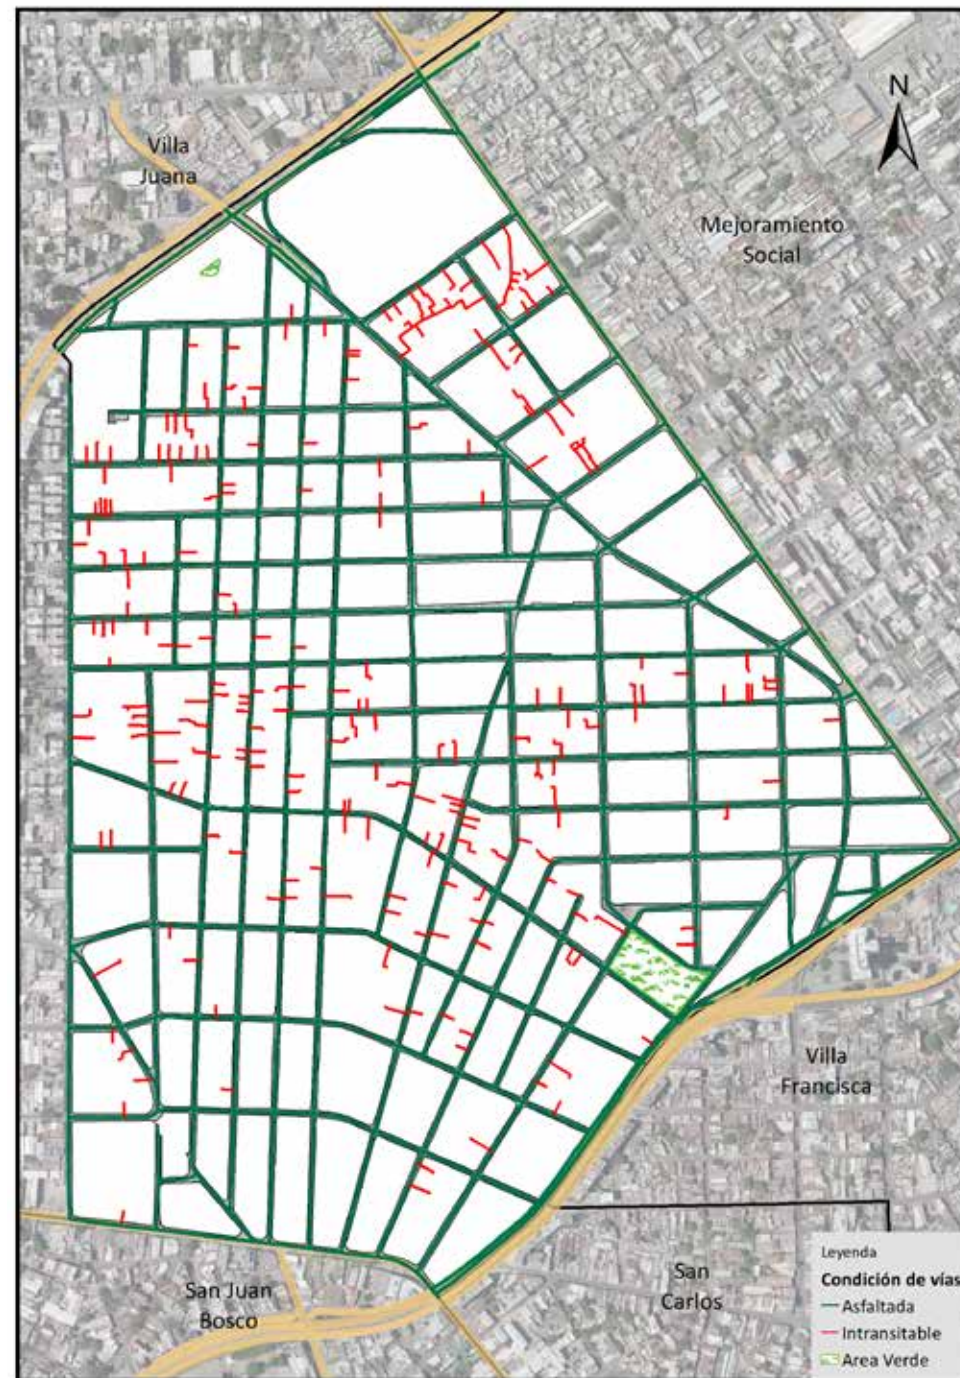 N
Villa
Juana
Mejoramiento
Social
Villa
Francisca
San Juan
Bosco
San
Carlos
Leyenda
Condición de vías
Asfaltada
Intransitable
Area Verde